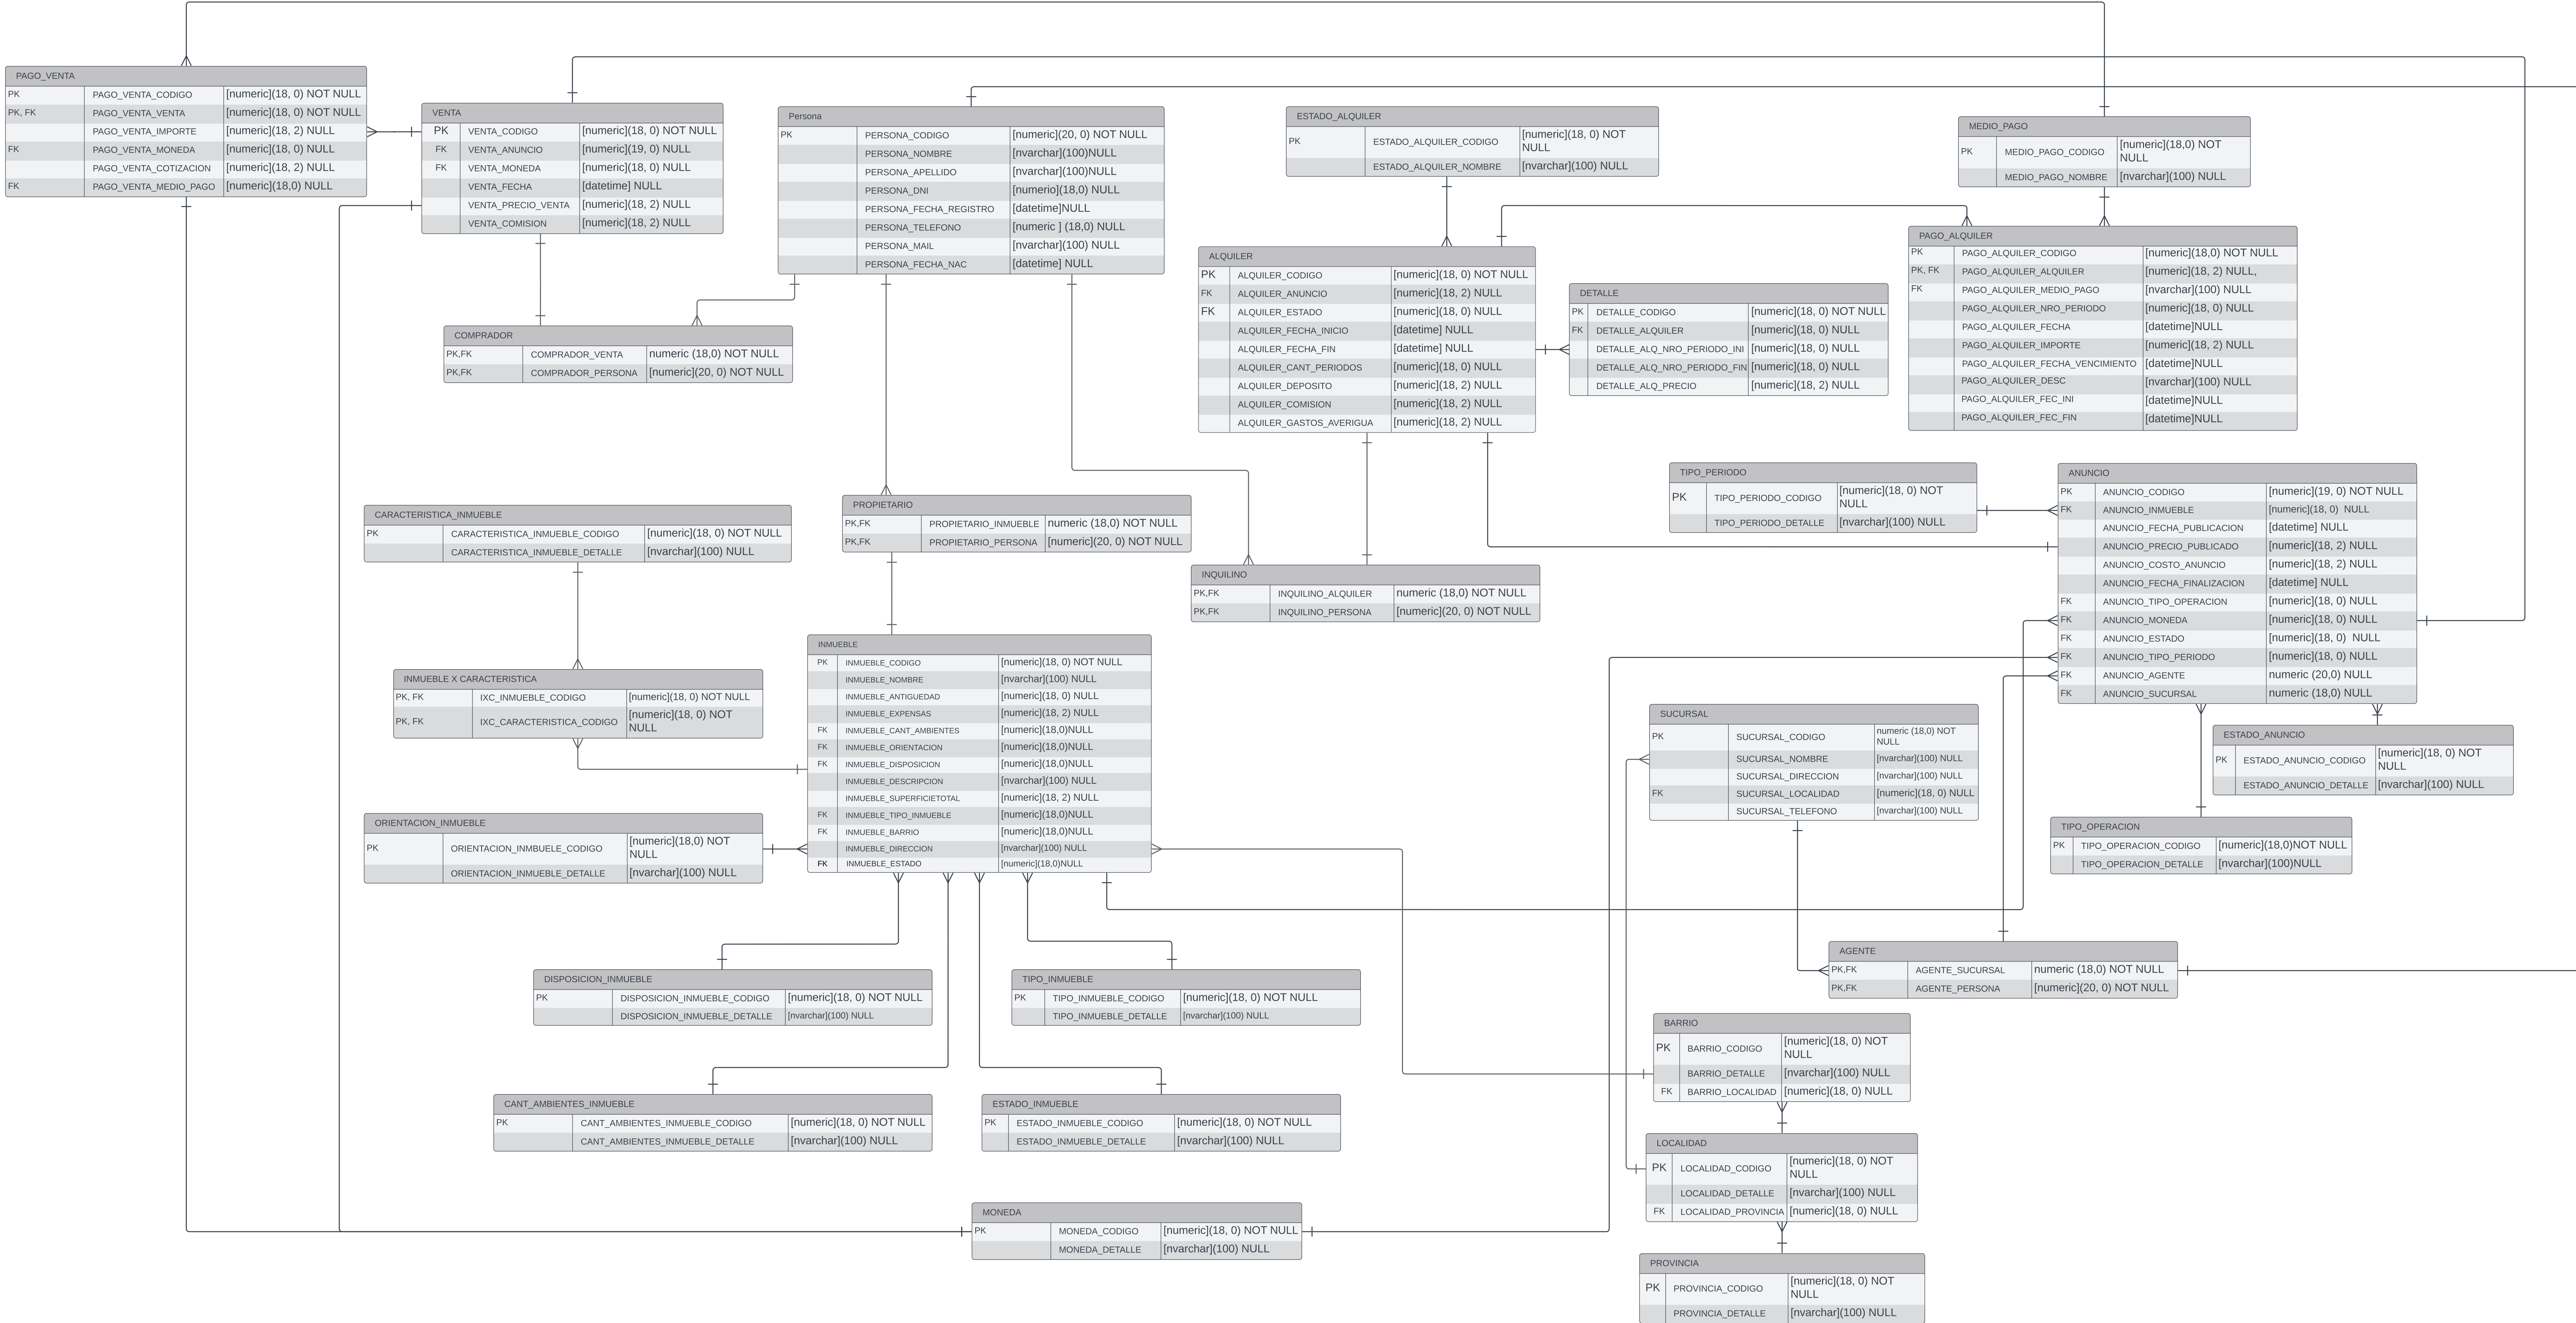 PAGO_VENTA
PK PAGO_VENTA_CODIGO [numeric](18, 0) NOT NULL
PK, FK PAGO_VENTA_VENTA [numeric](18, 0) NOT NULL
PAGO_VENTA_IMPORTE [numeric](18, 2) NULL
FK PAGO_VENTA_MONEDA [numeric](18, 0) NULL
PAGO_VENTA_COTIZACION [numeric](18, 2) NULL
FK PAGO_VENTA_MEDIO_PAGO [numeric](18,0) NULL
VENTA
PK VENTA_CODIGO [numeric](18, 0) NOT NULL
FK VENTA_ANUNCIO [numeric](19, 0) NULL
FK VENTA_MONEDA [numeric](18, 0) NULL
VENTA_FECHA [datetime] NULL
VENTA_PRECIO_VENTA [numeric](18, 2) NULL
VENTA_COMISION [numeric](18, 2) NULL
Persona
PK PERSONA_CODIGO [numeric](20, 0) NOT NULL
PERSONA_NOMBRE [nvarchar](100)NULL
PERSONA_APELLIDO [nvarchar](100)NULL
PERSONA_DNI [numerio](18,0) NULL
PERSONA_FECHA_REGISTRO [datetime]NULL
PERSONA_TELEFONO [numeric ] (18,0) NULL
PERSONA_MAIL [nvarchar](100) NULL
PERSONA_FECHA_NAC [datetime] NULL
ESTADO_ALQUILER
PK ESTADO_ALQUILER_CODIGO [numeric](18, 0) NOT
NULL
ESTADO_ALQUILER_NOMBRE [nvarchar](100) NULL
MEDIO_PAGO
PK MEDIO_PAGO_CODIGO [numeric](18,0) NOT
NULL
MEDIO_PAGO_NOMBRE [nvarchar](100) NULL
ALQUILER
PK ALQUILER_CODIGO [numeric](18, 0) NOT NULL
FK ALQUILER_ANUNCIO [numeric](18, 2) NULL
FK ALQUILER_ESTADO [numeric](18, 0) NULL
ALQUILER_FECHA_INICIO [datetime] NULL
ALQUILER_FECHA_FIN [datetime] NULL
ALQUILER_CANT_PERIODOS [numeric](18, 0) NULL
ALQUILER_DEPOSITO [numeric](18, 2) NULL
ALQUILER_COMISION [numeric](18, 2) NULL
ALQUILER_GASTOS_AVERIGUA [numeric](18, 2) NULL
DETALLE
PK DETALLE_CODIGO [numeric](18, 0) NOT NULL
FK DETALLE_ALQUILER [numeric](18, 0) NULL
DETALLE_ALQ_NRO_PERIODO_INI [numeric](18, 0) NULL
DETALLE_ALQ_NRO_PERIODO_FIN [numeric](18, 0) NULL
DETALLE_ALQ_PRECIO [numeric](18, 2) NULL
PAGO_ALQUILER
PK PAGO_ALQUILER_CODIGO [numeric](18,0) NOT NULL
PK, FK PAGO_ALQUILER_ALQUILER [numeric](18, 2) NULL,
FK PAGO_ALQUILER_MEDIO_PAGO [nvarchar](100) NULL
PAGO_ALQUILER_NRO_PERIODO [numeric](18, 0) NULL
PAGO_ALQUILER_FECHA [datetime]NULL
PAGO_ALQUILER_IMPORTE [numeric](18, 2) NULL
PAGO_ALQUILER_FECHA_VENCIMIENTO [datetime]NULL
PAGO_ALQUILER_DESC [nvarchar](100) NULL
PAGO_ALQUILER_FEC_INI [datetime]NULL
PAGO_ALQUILER_FEC_FIN [datetime]NULL
COMPRADOR
PK,FK COMPRADOR_VENTA numeric (18,0) NOT NULL
PK,FK COMPRADOR_PERSONA [numeric](20, 0) NOT NULL
TIPO_PERIODO
PK TIPO_PERIODO_CODIGO [numeric](18, 0) NOT
NULL
TIPO_PERIODO_DETALLE [nvarchar](100) NULL
ANUNCIO
PK ANUNCIO_CODIGO [numeric](19, 0) NOT NULL
FK ANUNCIO_INMUEBLE [numeric](18, 0) NULL
ANUNCIO_FECHA_PUBLICACION [datetime] NULL
ANUNCIO_PRECIO_PUBLICADO [numeric](18, 2) NULL
ANUNCIO_COSTO_ANUNCIO [numeric](18, 2) NULL
ANUNCIO_FECHA_FINALIZACION [datetime] NULL
FK ANUNCIO_TIPO_OPERACION [numeric](18, 0) NULL
FK ANUNCIO_MONEDA [numeric](18, 0) NULL
FK ANUNCIO_ESTADO [numeric](18, 0) NULL
FK ANUNCIO_TIPO_PERIODO [numeric](18, 0) NULL
FK ANUNCIO_AGENTE numeric (20,0) NULL
FK ANUNCIO_SUCURSAL numeric (18,0) NULL
PROPIETARIO
PK,FK PROPIETARIO_INMUEBLE numeric (18,0) NOT NULL
PK,FK PROPIETARIO_PERSONA [numeric](20, 0) NOT NULL
CARACTERISTICA_INMUEBLE
PK CARACTERISTICA_INMUEBLE_CODIGO [numeric](18, 0) NOT NULL
CARACTERISTICA_INMUEBLE_DETALLE [nvarchar](100) NULL
INQUILINO
PK,FK INQUILINO_ALQUILER numeric (18,0) NOT NULL
PK,FK INQUILINO_PERSONA [numeric](20, 0) NOT NULL
INMUEBLE
PK INMUEBLE_CODIGO [numeric](18, 0) NOT NULL
INMUEBLE_NOMBRE [nvarchar](100) NULL
INMUEBLE_ANTIGUEDAD [numeric](18, 0) NULL
INMUEBLE_EXPENSAS [numeric](18, 2) NULL
FK INMUEBLE_CANT_AMBIENTES [numeric](18,0)NULL
FK INMUEBLE_ORIENTACION [numeric](18,0)NULL
FK INMUEBLE_DISPOSICION [numeric](18,0)NULL
INMUEBLE_DESCRIPCION [nvarchar](100) NULL
INMUEBLE_SUPERFICIETOTAL [numeric](18, 2) NULL
FK INMUEBLE_TIPO_INMUEBLE [numeric](18,0)NULL
FK INMUEBLE_BARRIO [numeric](18,0)NULL
INMUEBLE_DIRECCION [nvarchar](100) NULL
FK INMUEBLE_ESTADO [numeric](18,0)NULL
INMUEBLE X CARACTERISTICA
PK, FK IXC_INMUEBLE_CODIGO [numeric](18, 0) NOT NULL
PK, FK IXC_CARACTERISTICA_CODIGO [numeric](18, 0) NOT
NULL
SUCURSAL
PK SUCURSAL_CODIGO numeric (18,0) NOT
NULL
SUCURSAL_NOMBRE [nvarchar](100) NULL
SUCURSAL_DIRECCION [nvarchar](100) NULL
FK SUCURSAL_LOCALIDAD [numeric](18, 0) NULL
SUCURSAL_TELEFONO [nvarchar](100) NULL
ESTADO_ANUNCIO
PK ESTADO_ANUNCIO_CODIGO [numeric](18, 0) NOT
NULL
ESTADO_ANUNCIO_DETALLE [nvarchar](100) NULL
ORIENTACION_INMUEBLE
PK ORIENTACION_INMBUELE_CODIGO [numeric](18,0) NOT
NULL
ORIENTACION_INMUEBLE_DETALLE [nvarchar](100) NULL
TIPO_OPERACION
PK TIPO_OPERACION_CODIGO [numeric](18,0)NOT NULL
TIPO_OPERACION_DETALLE [nvarchar](100)NULL
AGENTE
PK,FK AGENTE_SUCURSAL numeric (18,0) NOT NULL
PK,FK AGENTE_PERSONA [numeric](20, 0) NOT NULL
DISPOSICION_INMUEBLE
PK DISPOSICION_INMUEBLE_CODIGO [numeric](18, 0) NOT NULL
DISPOSICION_INMUEBLE_DETALLE [nvarchar](100) NULL
TIPO_INMUEBLE
PK TIPO_INMUEBLE_CODIGO [numeric](18, 0) NOT NULL
TIPO_INMUEBLE_DETALLE [nvarchar](100) NULL
BARRIO
PK BARRIO_CODIGO [numeric](18, 0) NOT
NULL
BARRIO_DETALLE [nvarchar](100) NULL
FK BARRIO_LOCALIDAD [numeric](18, 0) NULL
CANT_AMBIENTES_INMUEBLE
PK CANT_AMBIENTES_INMUEBLE_CODIGO [numeric](18, 0) NOT NULL
CANT_AMBIENTES_INMUEBLE_DETALLE [nvarchar](100) NULL
ESTADO_INMUEBLE
PK ESTADO_INMUEBLE_CODIGO [numeric](18, 0) NOT NULL
ESTADO_INMUEBLE_DETALLE [nvarchar](100) NULL
LOCALIDAD
PK LOCALIDAD_CODIGO [numeric](18, 0) NOT
NULL
LOCALIDAD_DETALLE [nvarchar](100) NULL
FK LOCALIDAD_PROVINCIA [numeric](18, 0) NULL
MONEDA
PK MONEDA_CODIGO [numeric](18, 0) NOT NULL
MONEDA_DETALLE [nvarchar](100) NULL
PROVINCIA
PK PROVINCIA_CODIGO [numeric](18, 0) NOT
NULL
PROVINCIA_DETALLE [nvarchar](100) NULL